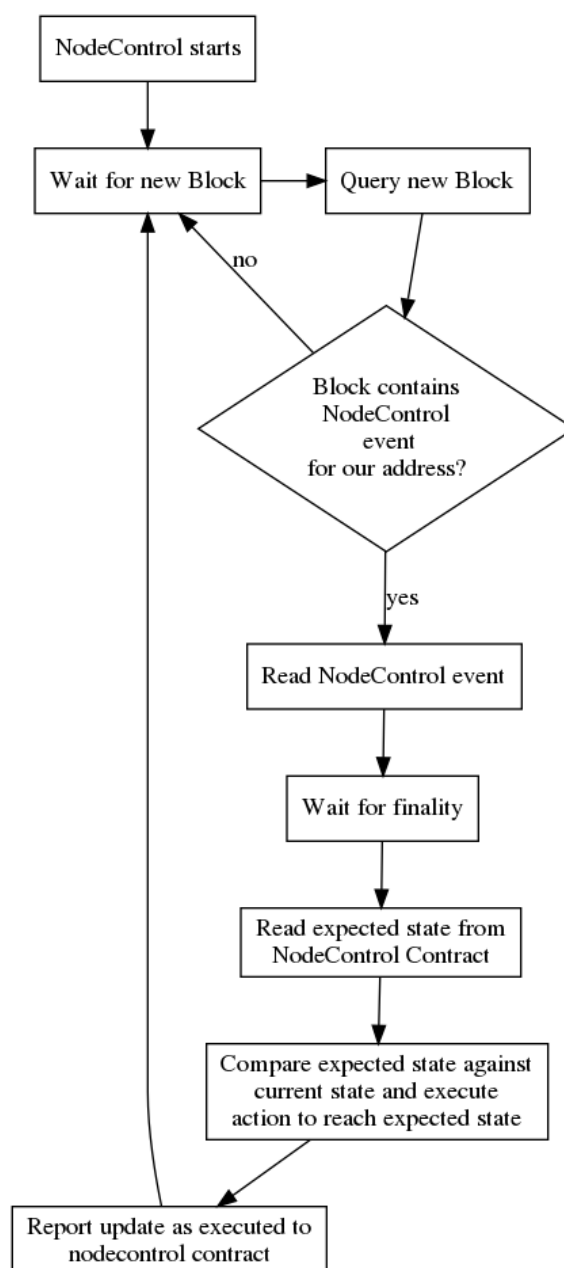 NodeControl starts
Wait for new Block
Query new Block
no
Block contains
NodeControl
event
for our address?
yes
Read NodeControl event
Wait for finality
Read expected state from
NodeControl Contract
Compare expected state against
current state and execute
action to reach expected state
Report update as executed to
nodecontrol contract